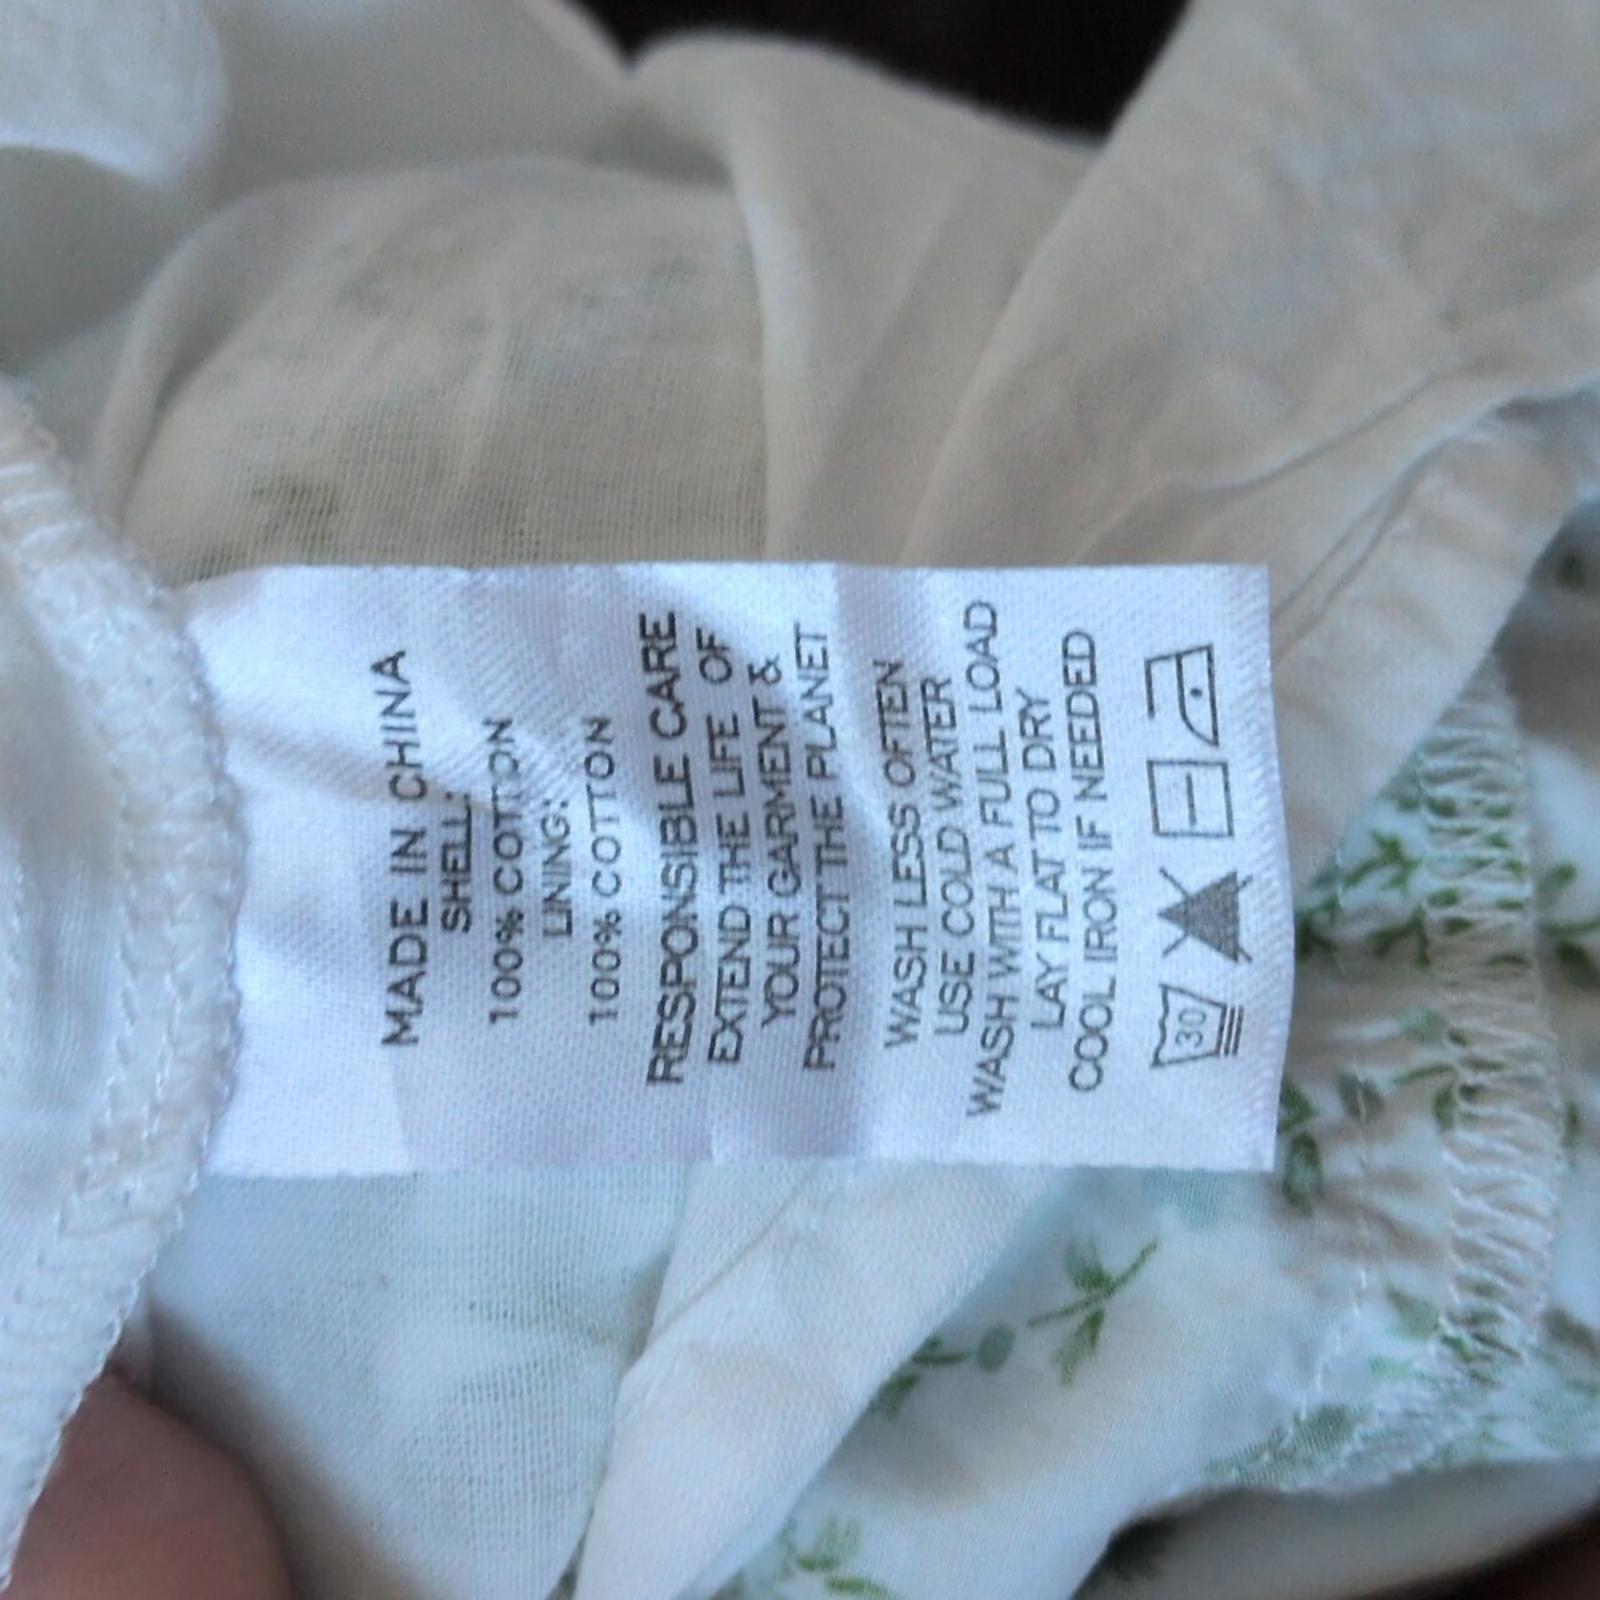 MADE IN CHINA
SHELL:
100% COTTON
LINING:
100% COTTON
RESPONSIBLE CARE
EXTEND THE LIFE OF
YOUR GARMENT &
PROTECT THE PLANET
WASH LESS OFTEN
USE COLD WATER
WASH WITH A FULL LOAD
LAY FLAT TO DRY
COOL IRON IF NEEDED
30